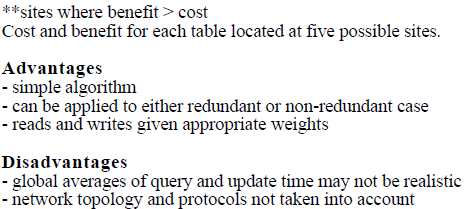 **sites where benefit > cost
Cost and benefit for each table located at five possible sites.
Advantages
- simple algorithm
- can be applied to either redundant or non-redundant case
- reads and writes given appropriate weights
Disadvantages
- global averages of query and update time may not be realistic
- network topology and protocols not taken into account